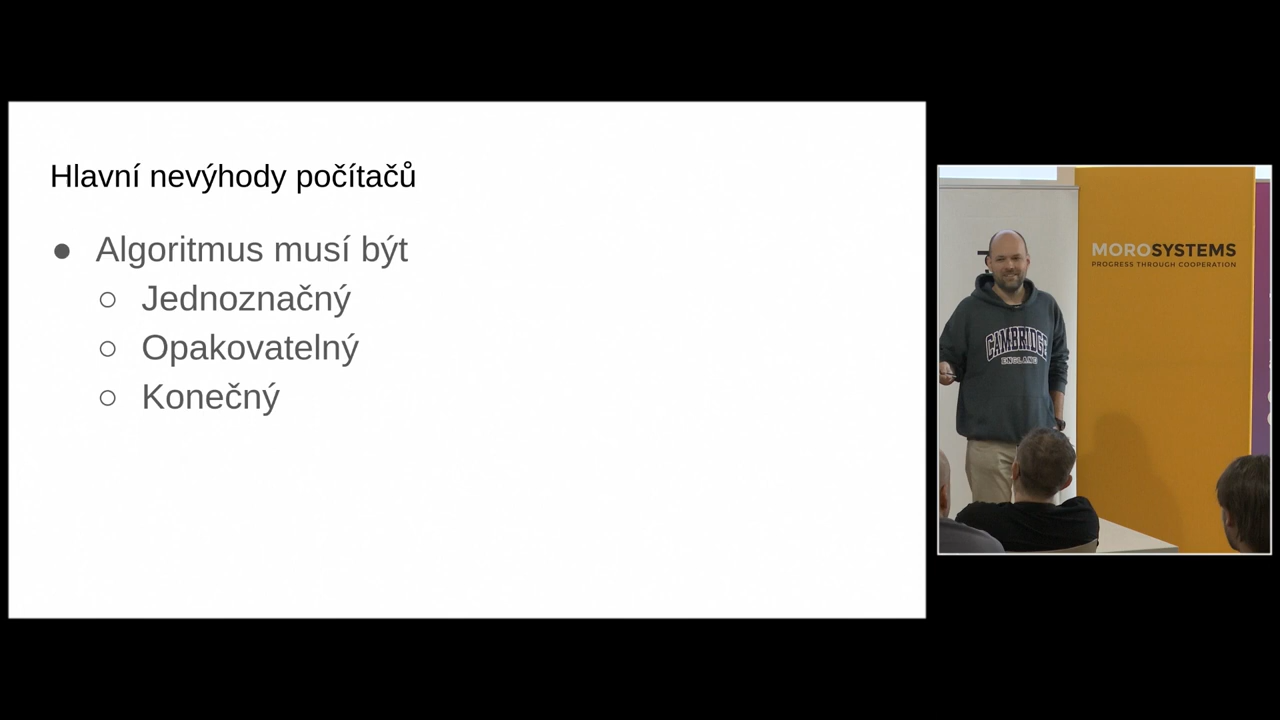 Hlavní nevýhody počítačů
● Algoritmus musí být
○ Jednoznačný
○ Opakovatelný
○ Konečný
MOROSYSTEMS
PROGRESS THROUGH COOPERATION
CAMBRIDGE
ENGLAND